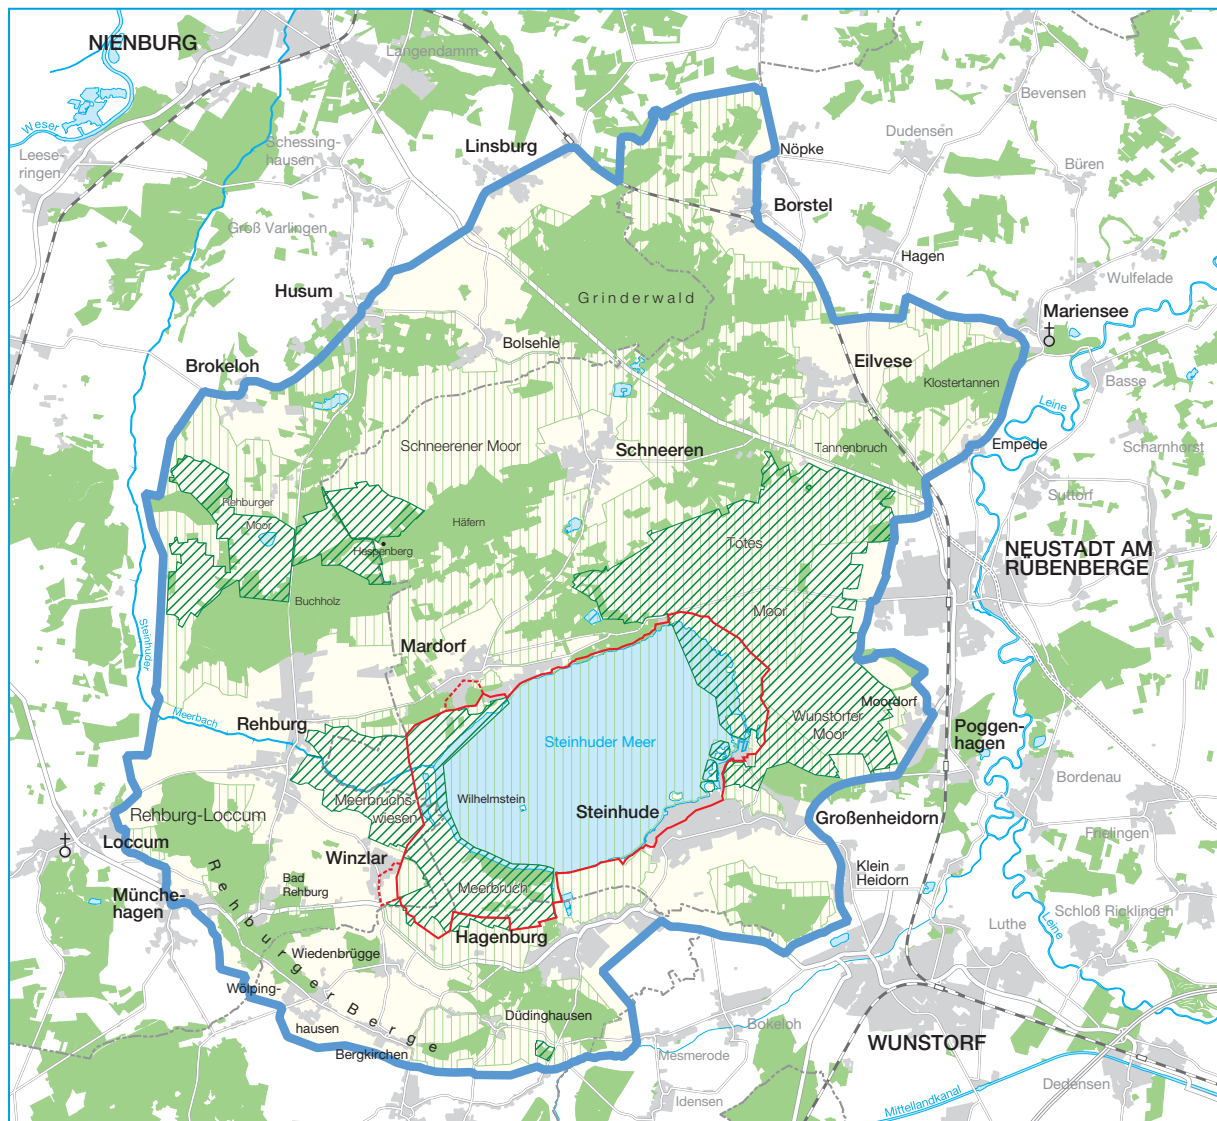 NIENBURG
Langendamm
Weser
Leese-
ringen
Schessing-
hausen
Linsburg
Bevensen
Dudensen
Nöpke
Büren
Borstel
Groß Varlingen
Hagen
Wulfelade
Husum
Grinderwald
Mariensee
Bolsehle
Brokeloh
Eilvese
Klostertannen
Basse
Leine
Schneerener Moor
Schneeren
Tannenbruch
Empede
Scharnhorst
Rehburger
Moor
Häfern
Suttorf
Hespenberg
Totes
Moor
NEUSTADT AM
RÜBENBERGE
Buchholz
Steinhuder
Meerbach
Mardorf
Rehburg
Moordorf
Wunstorfer
Moor
Poggen-
hagen
Steinhuder Meer
Bordenau
Meerbruchs-
wiesen
Wilhelmstein
Steinhude
Großenheidorn
Frielingen
Rehburg-Loccum
Loccum
Winzlar
Klein
Heidorn
Münche-
hagen
Bad
Rehburg
Meerbruch
Schloß Ricklingen
Luthe
Leine
Hagenburg
Rehburger Berge
Wiedenbrügge
Wölping-
hausen
Düdinghausen
Bokeloh
Bergkirchen
Mesmerode
WUNSTORF
Idensen
Mittellandkanal
Dedensen